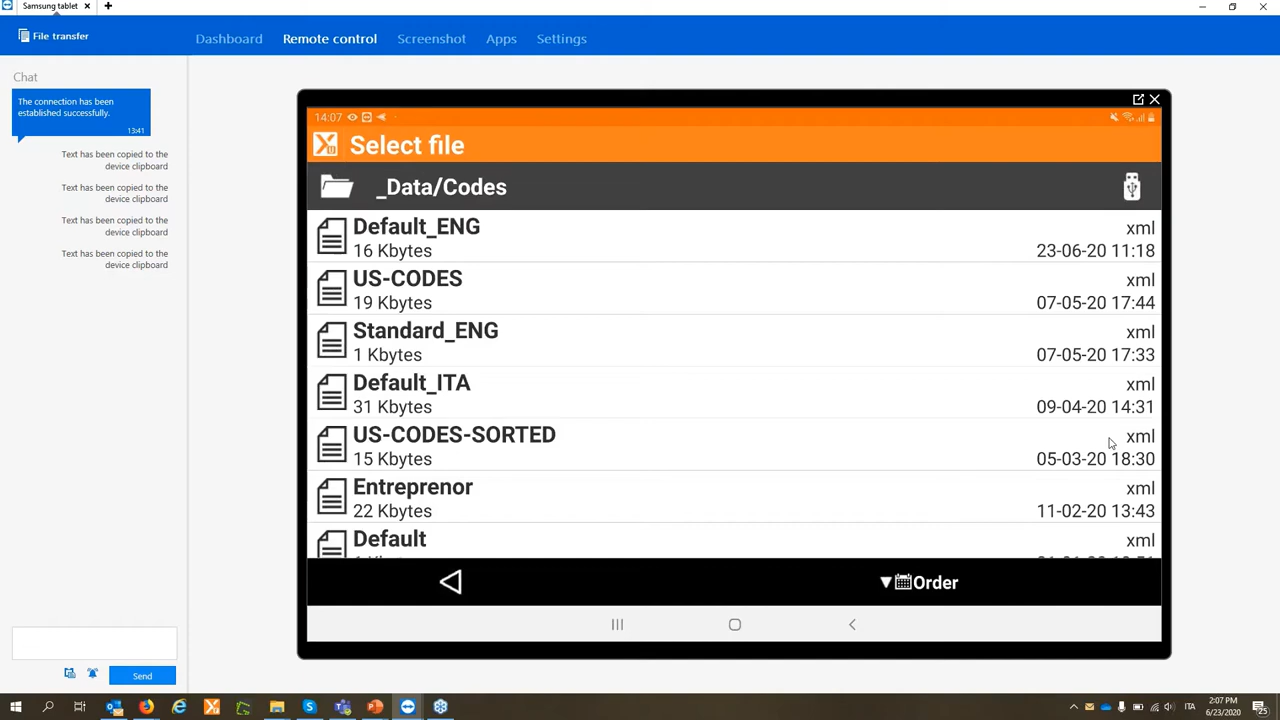 Samsung tablet
File transfer
Dashboard
Remote control
Screenshot
Apps
Settings
Chat
The connection has been
established successfully.
13:41
Text has been copied to the
device clipboard
Text has been copied to the
device clipboard
Text has been copied to the
device clipboard
Text has been copied to the
device clipboard
Send
14:07
Select file
_Data/Codes
Default_ENG xml
16 Kbytes 23-06-20 11:18
US-CODES xml
19 Kbytes 07-05-20 17:44
Standard_ENG xml
1 Kbytes 07-05-20 17:33
Default_ITA xml
31 Kbytes 09-04-20 14:31
US-CODES-SORTED xml
15 Kbytes 05-03-20 18:30
Entreprenor xml
22 Kbytes 11-02-20 13:43
Default xml
Order
ITA
2:07 PM
6/23/2020